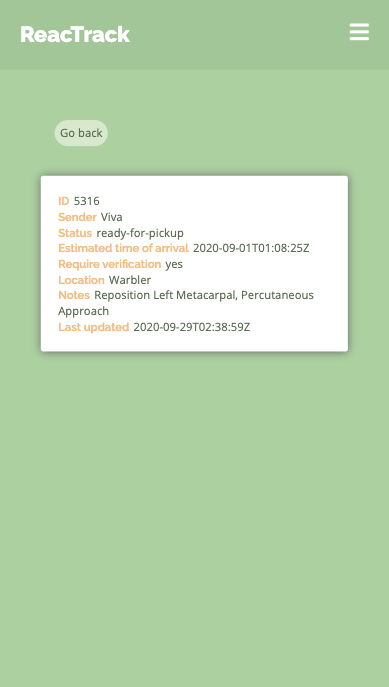 ReacTrack
Go back
ID 5316
Sender Viva
Status ready-for-pickup
Estimated time of arrival 2020-09-01T01:08:25Z
Require verification yes
Location Warbler
Notes Reposition Left Metacarpal, Percutaneous
Approach
Last updated 2020-09-29T02:38:59Z